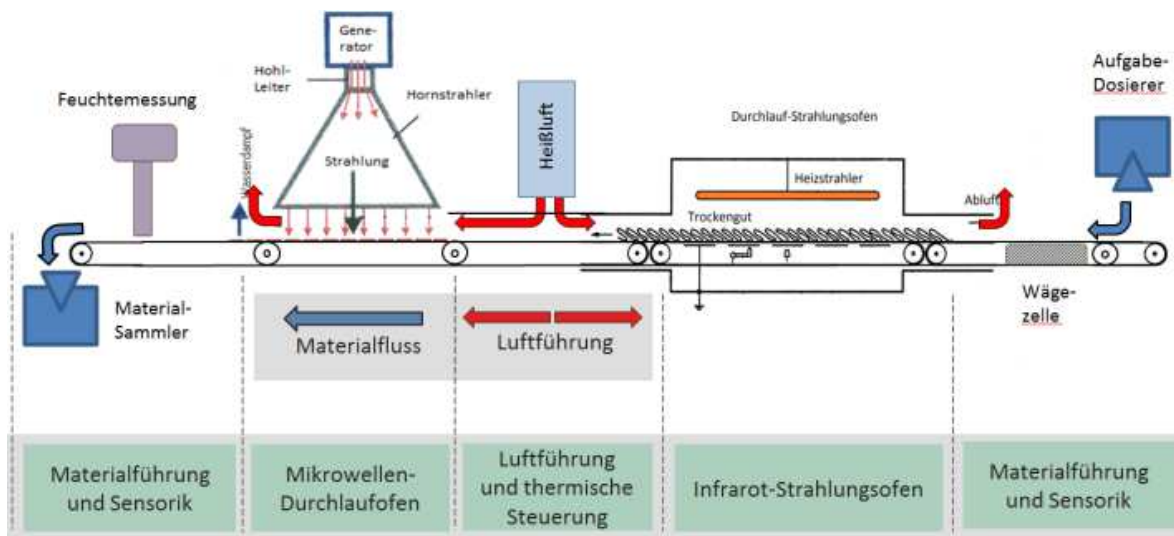 Gene-
rator
Hohl-
Leiter
Hornstrahler
Feuchtemessung
Wasserdampf
Strahlung
Heißluft
Durchlauf-Strahlungsofen
Heizstrahler
Trockengut
Abluft
Aufgabe-
Dosierer
Material-
Sammler
Wäge-
zelle
Materialfluss
Luftführung
Materialführung
und Sensorik
Mikrowellen-
Durchlaufofen
Luftführung
und thermische
Steuerung
Infrarot-Strahlungsofen
Materialführung
und Sensorik